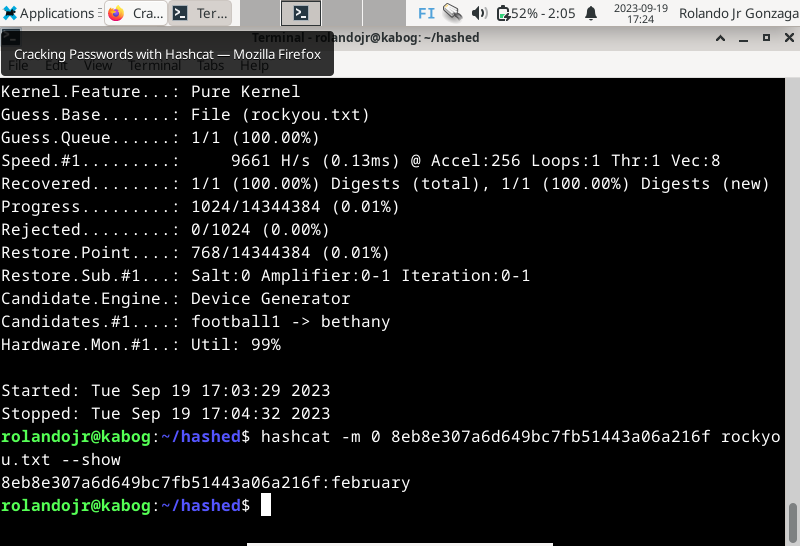 Applications
Cra...
Ter...
FI
52% - 2:05
2023-09-19
17:24
Rolando Jr Gonzaga
Terminal - rolandojr@kabog: ~/hashed
Cracking Passwords with Hashcat — Mozilla Firefox
File Edit View Terminal Tabs Help
Kernel.Feature...: Pure Kernel
Guess.Base.......: File (rockyou.txt)
Guess.Queue......: 1/1 (100.00%)
Speed.#1.........:     9661 H/s (0.13ms) @ Accel:256 Loops:1 Thr:1 Vec:8
Recovered........: 1/1 (100.00%) Digests (total), 1/1 (100.00%) Digests (new)
Progress.........: 1024/14344384 (0.01%)
Rejected.........: 0/1024 (0.00%)
Restore.Point....: 768/14344384 (0.01%)
Restore.Sub.#1...: Salt:0 Amplifier:0-1 Iteration:0-1
Candidate.Engine.: Device Generator
Candidates.#1....: football1 -> bethany
Hardware.Mon.#1..: Util: 99%
Started: Tue Sep 19 17:03:29 2023
Stopped: Tue Sep 19 17:04:32 2023
rolandojr@kabog:~/hashed$ hashcat -m 0 8eb8e307a6d649bc7fb51443a06a216f rockyo
u.txt --show
8eb8e307a6d649bc7fb51443a06a216f:february
rolandojr@kabog:~/hashed$